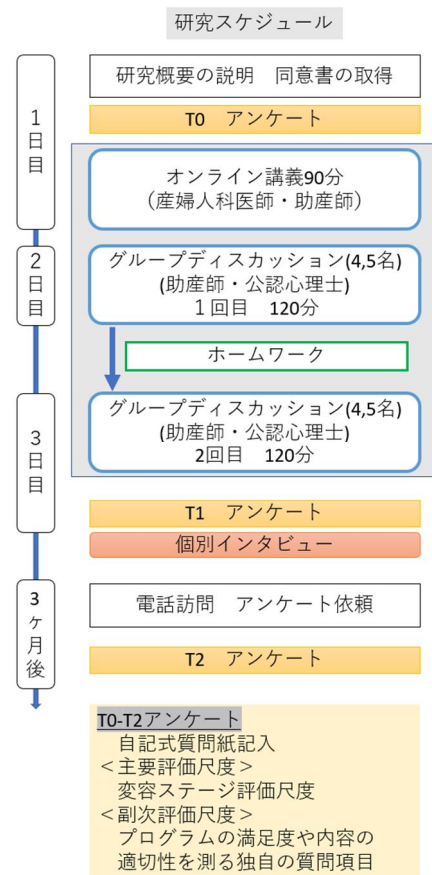 研究スケジュール
1日目
研究概要の説明　同意書の取得
T0　アンケート
オンライン講義90分
（産婦人科医師・助産師）
2日目
グループディスカッション(4,5名)
(助産師・公認心理士)
１回目　120分
ホームワーク
3日目
グループディスカッション(4,5名)
(助産師・公認心理士)
2回目　120分
T1　アンケート
個別インタビュー
3ヶ月後
電話訪問　アンケート依頼
T2　アンケート
T0-T2アンケート
自記式質問紙記入
＜主要評価尺度＞
変容ステージ評価尺度
＜副次評価尺度＞
プログラムの満足度や内容の
適切性を測る独自の質問項目